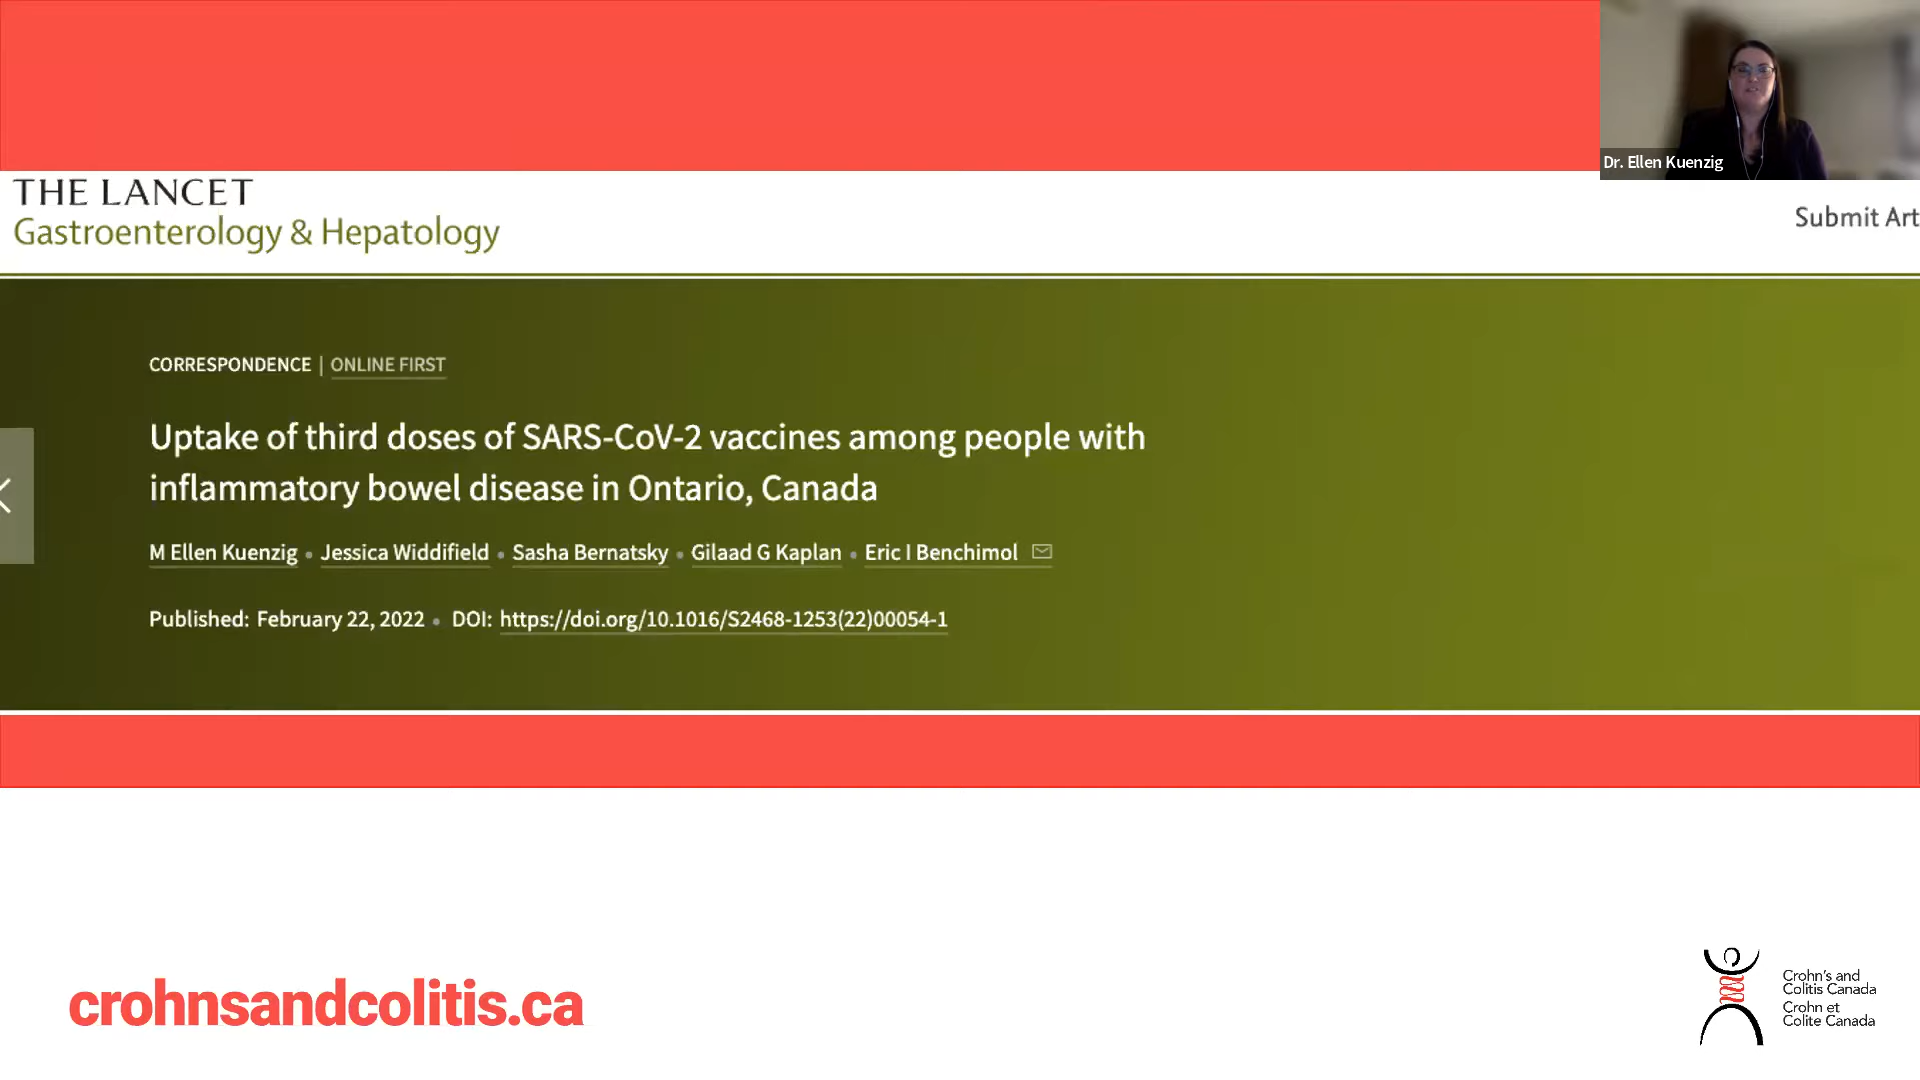 Dr. Ellen Kuenzig
THE LANCET
Gastroenterology & Hepatology
Submit Art
CORRESPONDENCE | ONLINE FIRST
Uptake of third doses of SARS-CoV-2 vaccines among people with
inflammatory bowel disease in Ontario, Canada
M Ellen Kuenzig • Jessica Widdifield • Sasha Bernatsky • Gilaad G Kaplan • Eric I Benchimol
Published: February 22, 2022 • DOI: https://doi.org/10.1016/S2468-1253(22)00054-1
crohnsandcolitis.ca
Crohn's and
Colitis Canada
Crohn et
Colite Canada